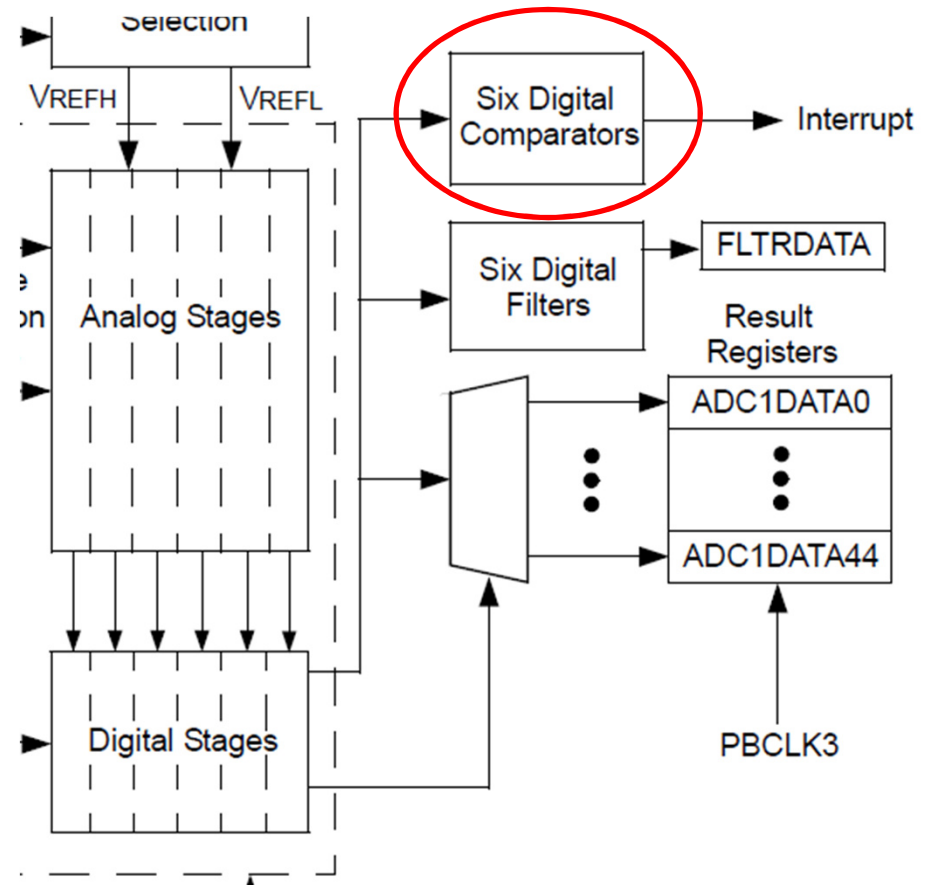 Selection
VREFH
VREFL
Six Digital
Comparators
Interrupt
Six Digital
Filters
FLTRDATA
e
on
Analog Stages
Result
Registers
ADC1DATA0
ADC1DATA44
Digital Stages
PBCLK3